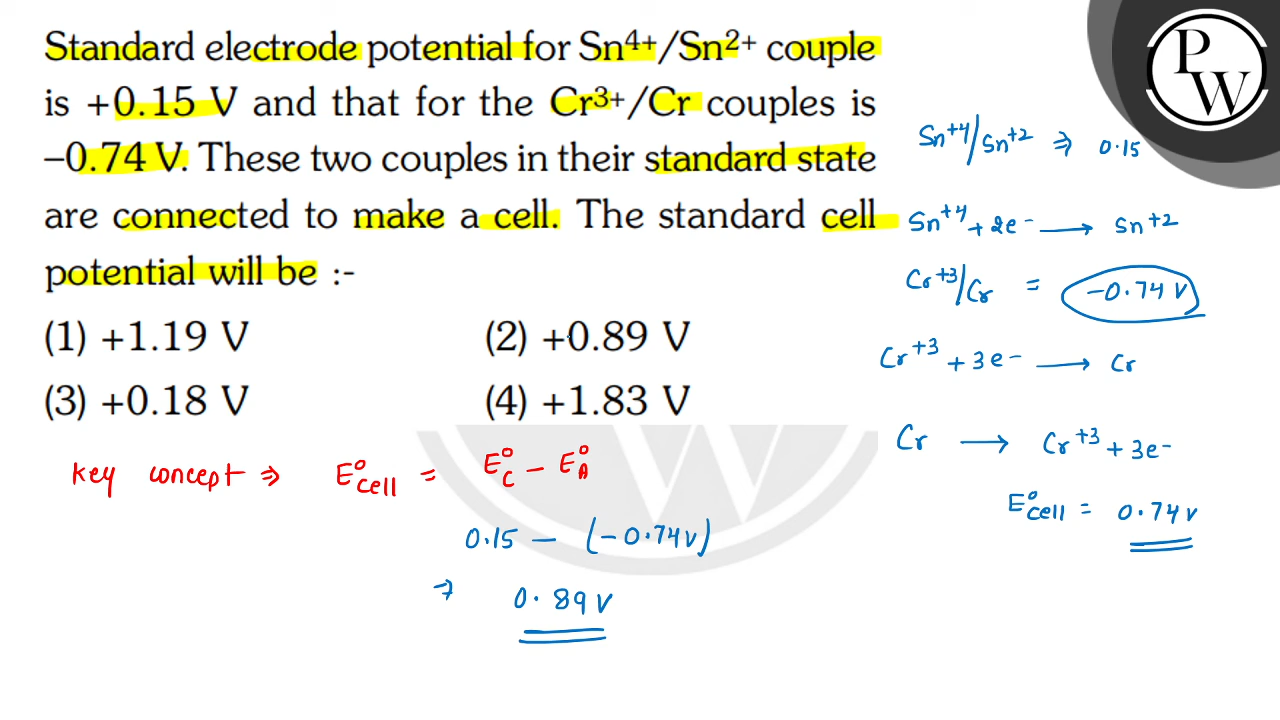 Standard electrode potential for Sn⁴⁺/Sn²⁺ couple
is +0.15 V and that for the Cr³⁺/Cr couples is
–0.74 V. These two couples in their standard state
are connected to make a cell. The standard cell
potential will be :-
(1) +1.19 V (2) +0.89 V
(3) +0.18 V (4) +1.83 V
key concept ⇒ E°cell = E°C – E°A
0.15 – (–0.74 V)
⇒ 0.89 V
P
W
Sn⁺⁴/Sn⁺² ⇒ 0.15
Sn⁺⁴ + 2e⁻ ⟶ Sn⁺²
Cr⁺³/Cr = –0.74 V
Cr⁺³ + 3e⁻ ⟶ Cr
Cr ⟶ Cr⁺³ + 3e⁻
E°cell = 0.74 V